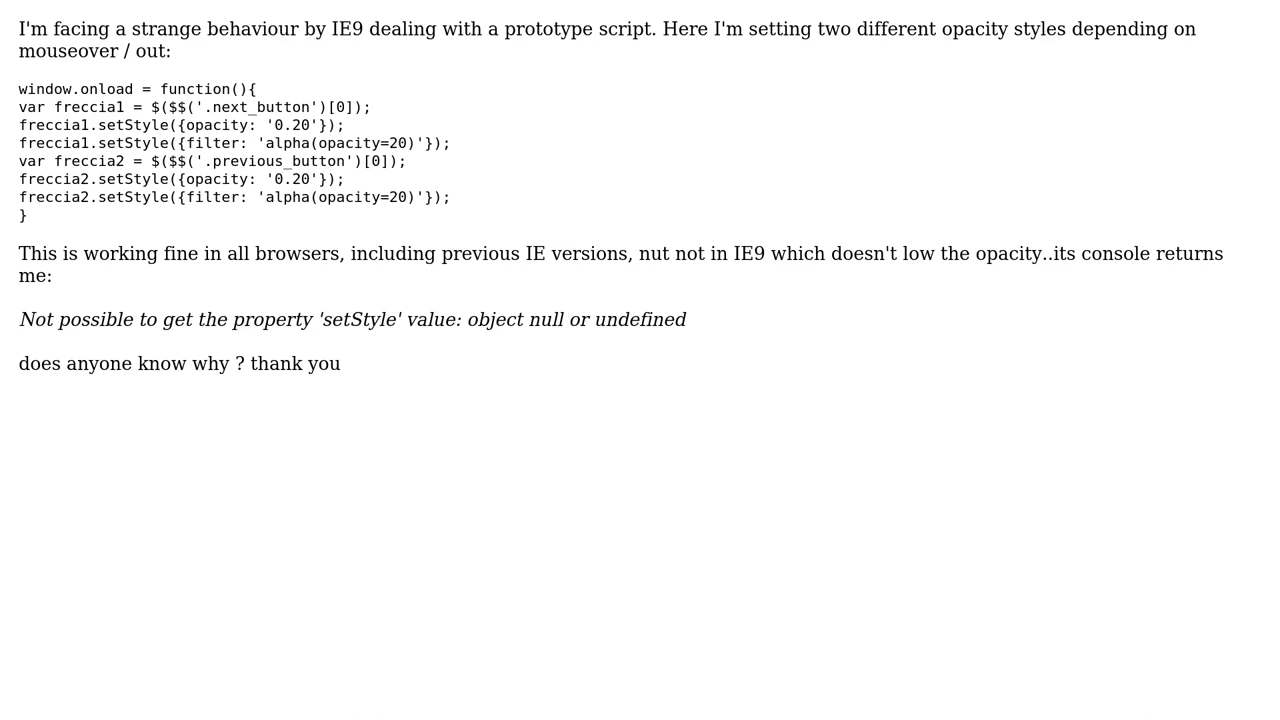 I'm facing a strange behaviour by IE9 dealing with a prototype script. Here I'm setting two different opacity styles depending on
mouseover / out:
window.onload = function(){
var freccia1 = $($$('.next_button')[0]);
freccia1.setStyle({opacity: '0.20'});
freccia1.setStyle({filter: 'alpha(opacity=20)'});
var freccia2 = $($$('.previous_button')[0]);
freccia2.setStyle({opacity: '0.20'});
freccia2.setStyle({filter: 'alpha(opacity=20)'});
}
This is working fine in all browsers, including previous IE versions, nut not in IE9 which doesn't low the opacity..its console returns
me:
Not possible to get the property 'setStyle' value: object null or undefined
does anyone know why ? thank you